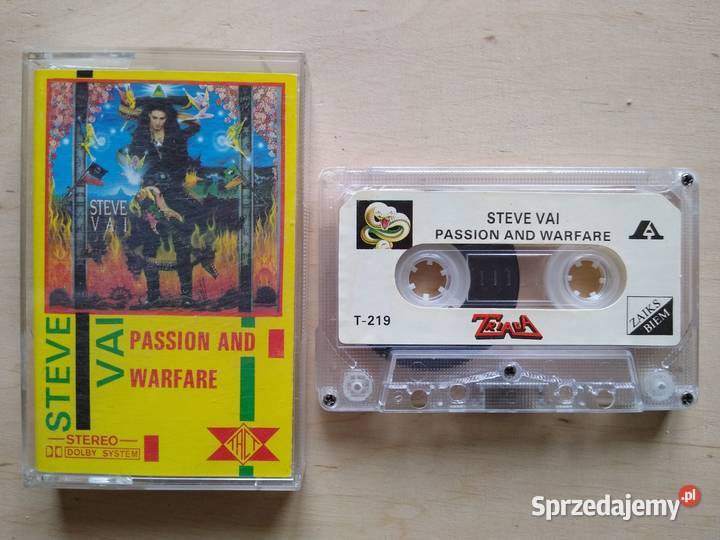 STEVE
VAI
STEVE
VAI
PASSION AND
WARFARE
STEREO
DOLBY SYSTEM
TACT
STEVE VAI
PASSION AND WARFARE
A
T-219
ZAIKS
BIEM
Sprzedajemy.pl